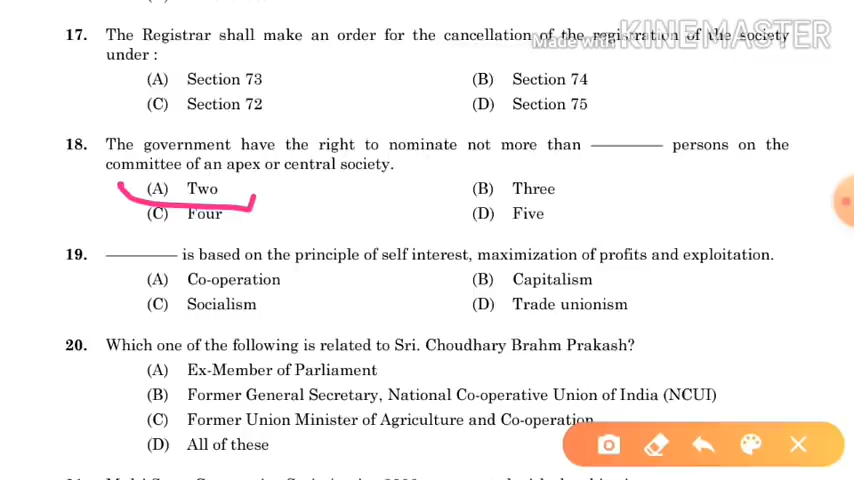 17. The Registrar shall make an order for the cancellation of the registration of the society
under :
(A) Section 73 (B) Section 74
(C) Section 72 (D) Section 75
Made with KINEMASTER
18. The government have the right to nominate not more than ——— persons on the
committee of an apex or central society.
(A) Two (B) Three
(C) Four (D) Five
19. ——— is based on the principle of self interest, maximization of profits and exploitation.
(A) Co-operation (B) Capitalism
(C) Socialism (D) Trade unionism
20. Which one of the following is related to Sri. Choudhary Brahm Prakash?
(A) Ex-Member of Parliament
(B) Former General Secretary, National Co-operative Union of India (NCUI)
(C) Former Union Minister of Agriculture and Co-operation
(D) All of these